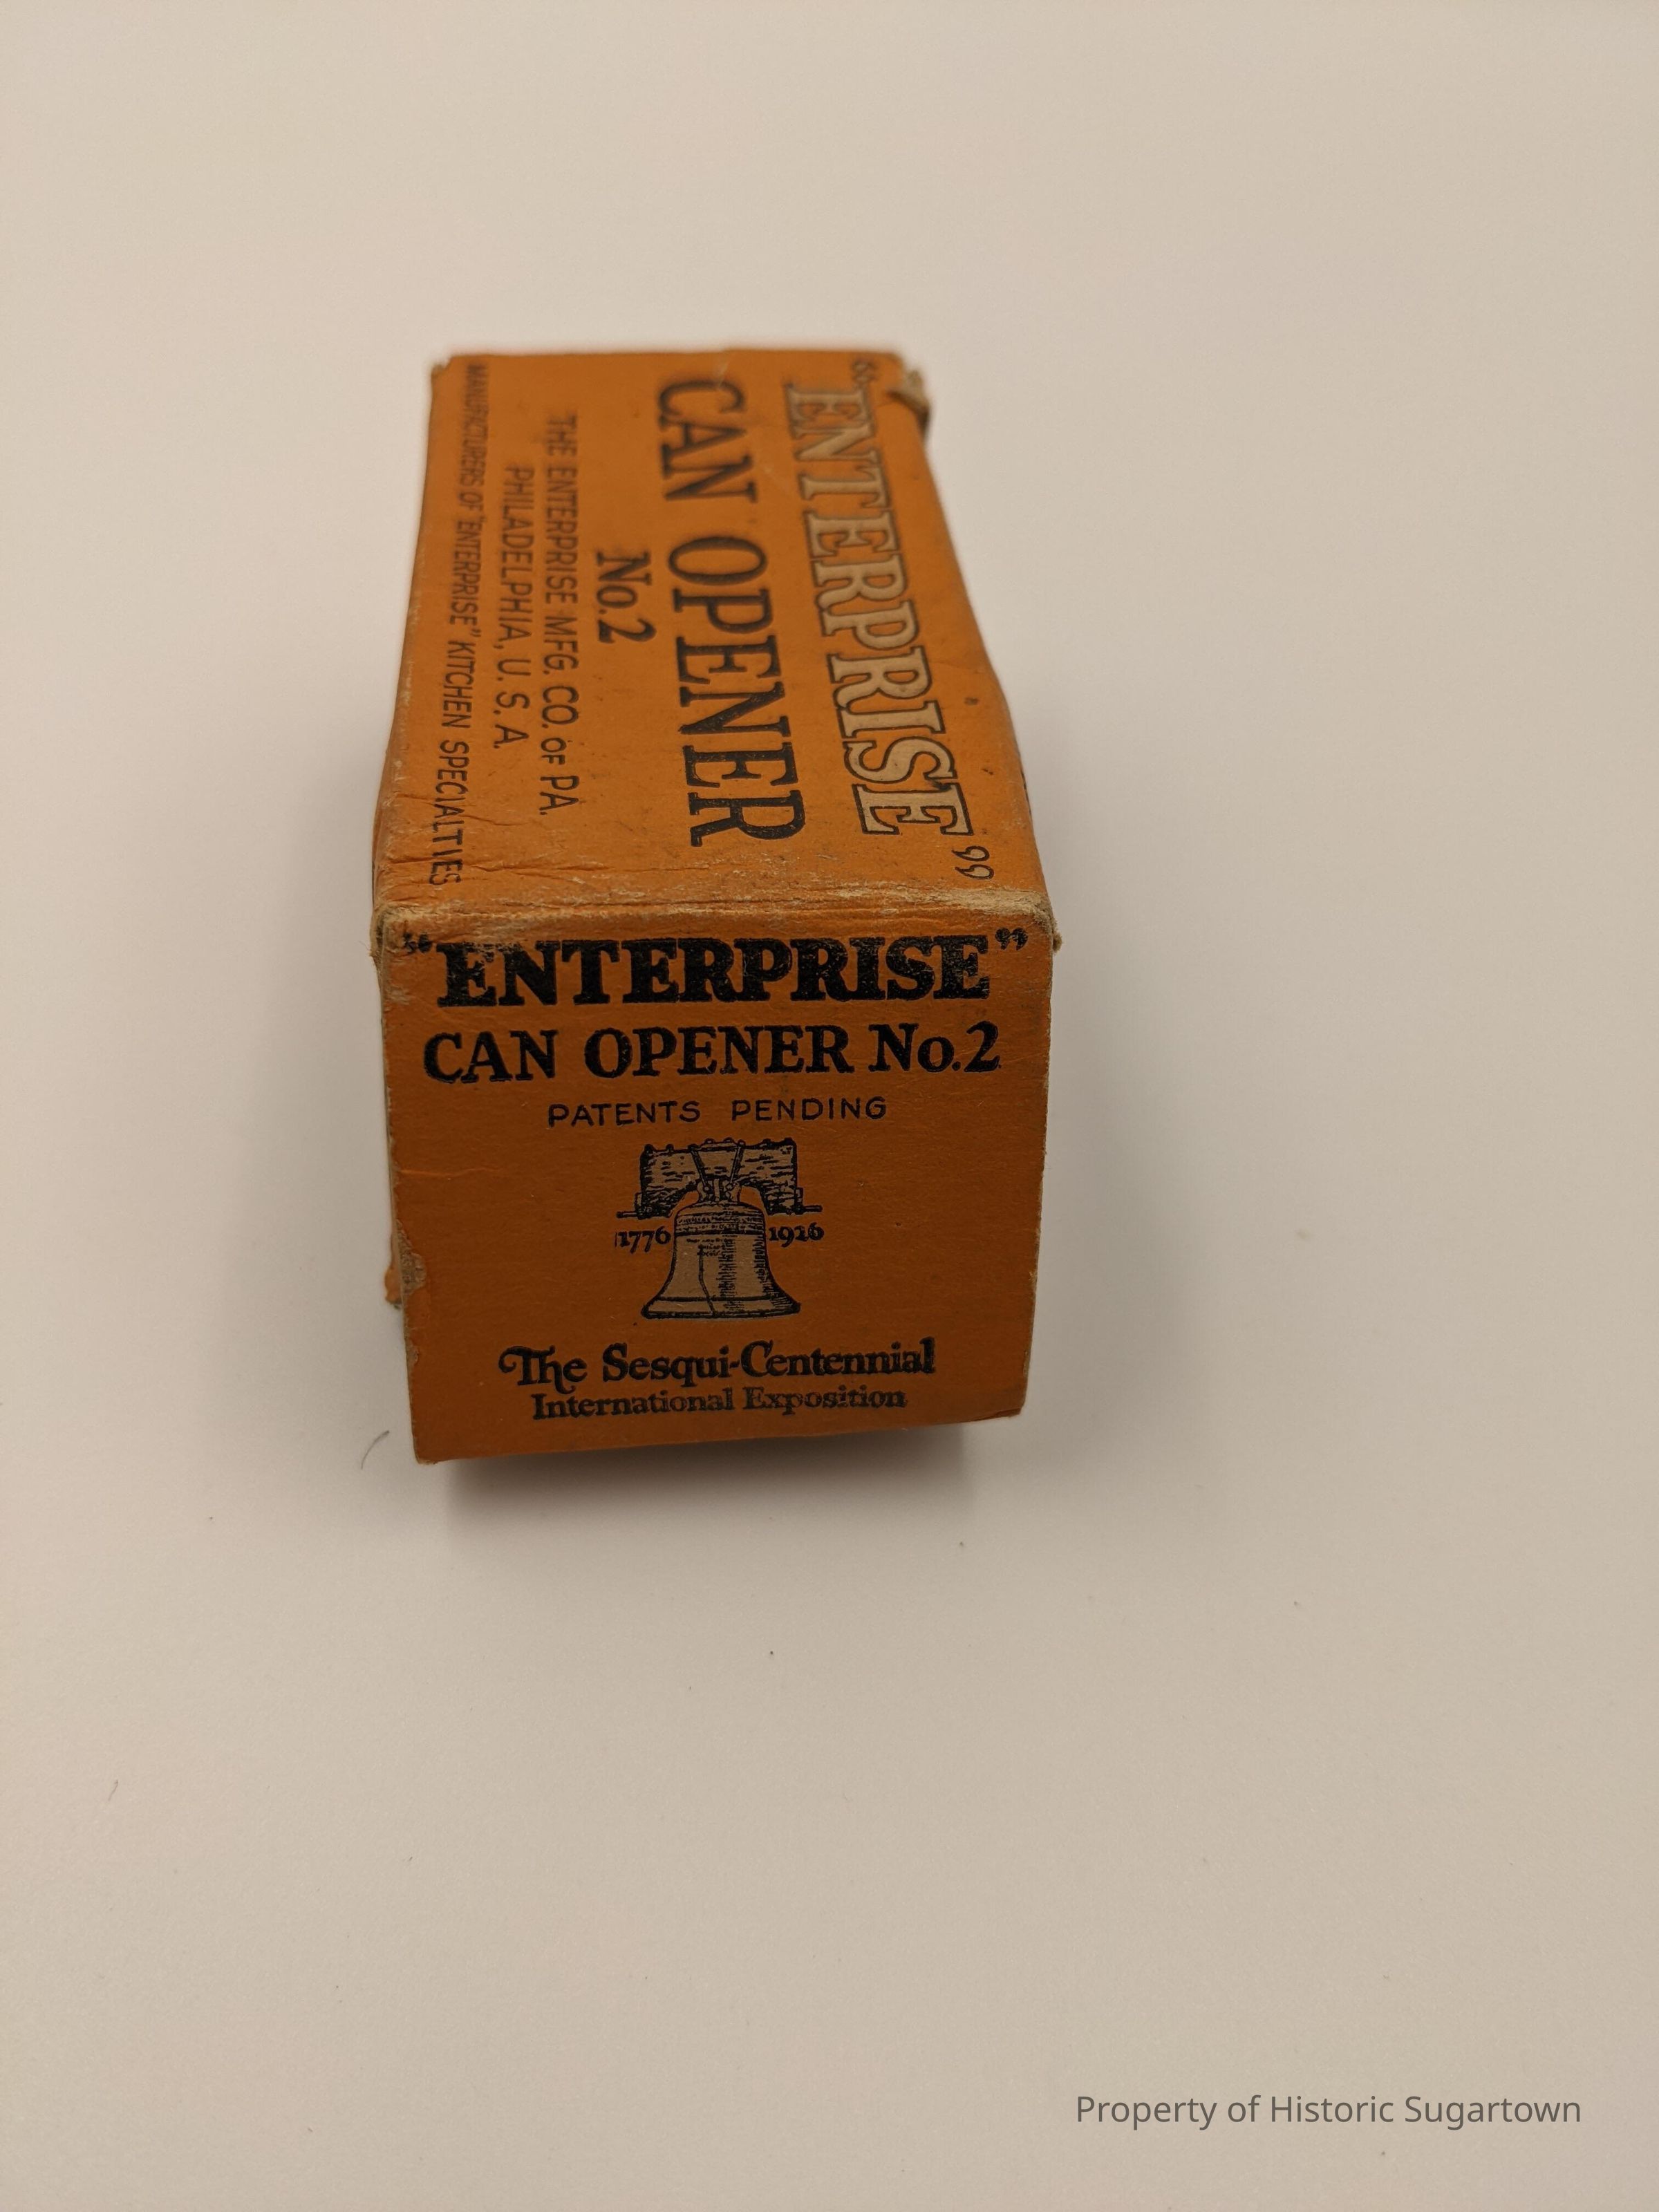 “ENTERPRISE”
CAN OPENER
No.2
THE ENTERPRISE MFG. CO. OF PA.
PHILADELPHIA, U. S. A.
MANUFACTURERS OF "ENTERPRISE" KITCHEN SPECIALTIES
“ENTERPRISE”
CAN OPENER No.2
PATENTS PENDING
1776 1926
The Sesqui-Centennial
International Exposition
Property of Historic Sugartown